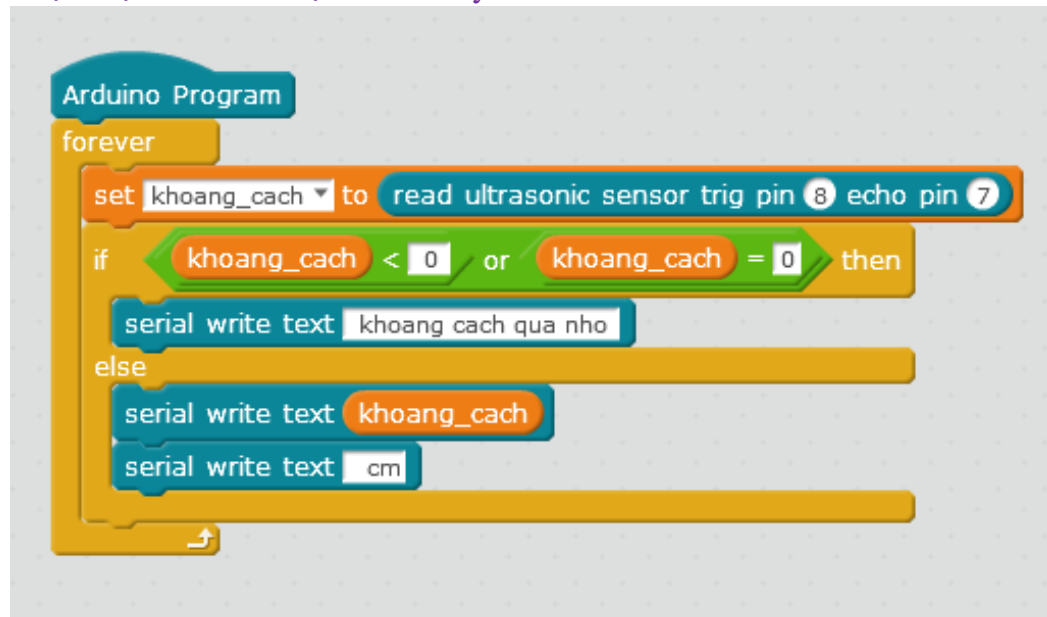 Arduino Program
forever
set khoang_cach to read ultrasonic sensor trig pin 8 echo pin 7
if khoang_cach < 0 or khoang_cach = 0 then
serial write text khoang cach qua nho
else
serial write text khoang_cach
serial write text cm